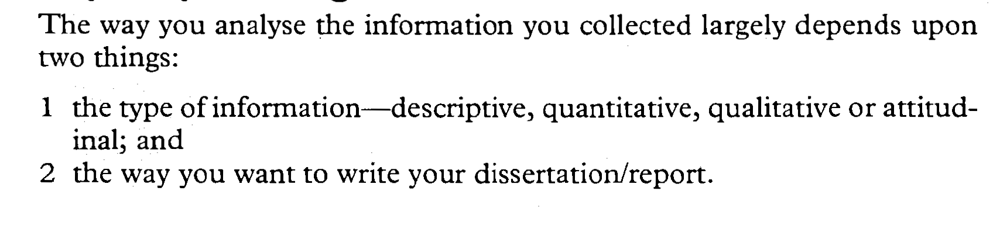 The way you analyse the information you collected largely depends upon
two things:
1 the type of information—descriptive, quantitative, qualitative or attitud-
inal; and
2 the way you want to write your dissertation/report.